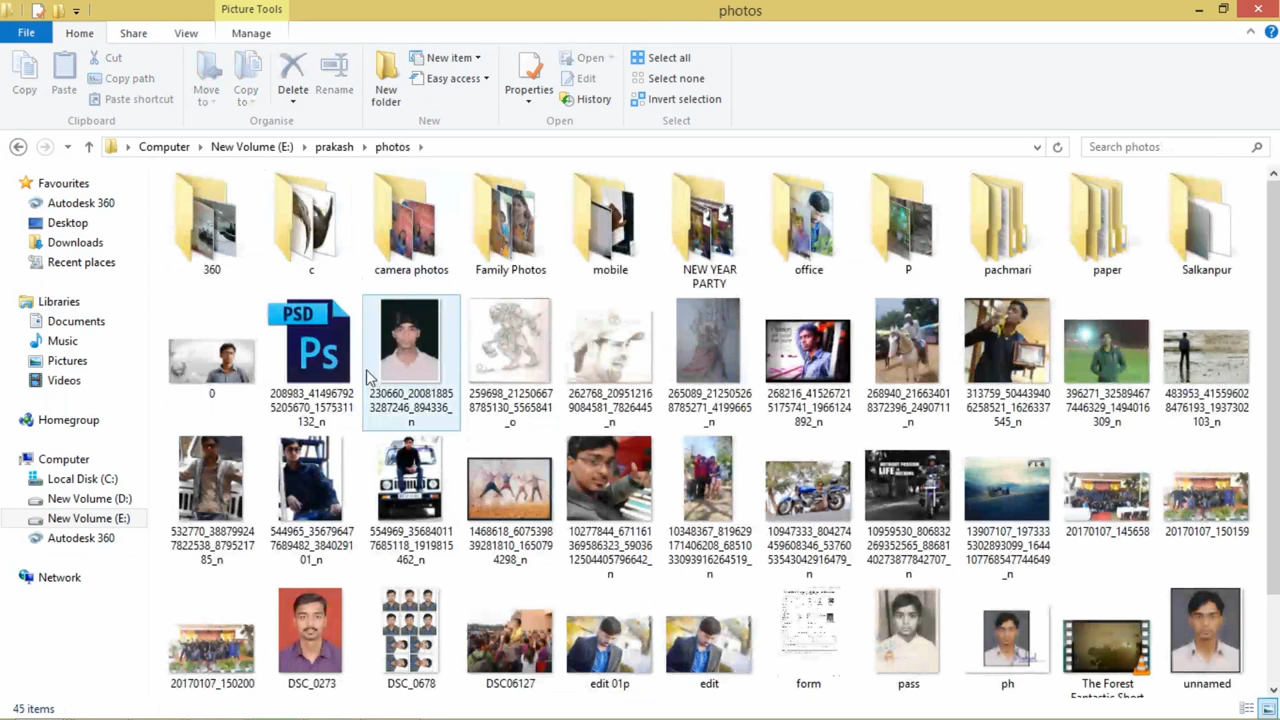 Picture Tools
photos
File
Home
Share
View
Manage
Copy
Paste
Cut
Copy path
Paste shortcut
Clipboard
Move to
Copy to
Delete
Rename
Organise
New folder
New item
Easy access
New
Properties
Open
Edit
History
Open
Select all
Select none
Invert selection
Select
Computer
New Volume (E:)
prakash
photos
Search photos
Favourites
Autodesk 360
Desktop
Downloads
Recent places
Libraries
Documents
Music
Pictures
Videos
Homegroup
Computer
Local Disk (C:)
New Volume (D:)
New Volume (E:)
Autodesk 360
Network
360
c
camera photos
Family Photos
mobile
NEW YEAR
PARTY
office
P
pachmari
paper
Salkanpur
0
PSD
Ps
208983_41496792
5205670_1575311
132_n
230660_20081885
3287246_894336_
n
259698_21250667
8785130_5565841
_o
262768_20951216
9084581_7826445
_n
265089_21250526
8785271_4199665
_n
268216_41526721
5175741_1966124
892_n
268940_21663401
8372396_2490711
_n
313759_50443940
6258521_1626337
545_n
396271_32589467
7446329_1494016
309_n
483953_41559602
8476193_1937302
103_n
532770_38879924
7822538_8795217
85_n
544965_35679647
7689482_3840291
01_n
554969_35684011
7685118_1919815
462_n
1468618_6075398
39281810_165079
4298_n
10277844_671161
369586323_59036
12504405796642_
n
10348367_819629
171406208_68510
33093916264519_
n
10947333_804274
459608346_53760
53543042916479_
n
10959530_806832
269352565_88681
40273877842707_
n
13907107_197333
5302893099_1644
107768547744649
_n
20170107_145658
20170107_150159
20170107_150200
DSC_0273
DSC_0678
DSC06127
edit 01p
edit
form
pass
ph
The Forest
Fantastic Short
unnamed
45 items